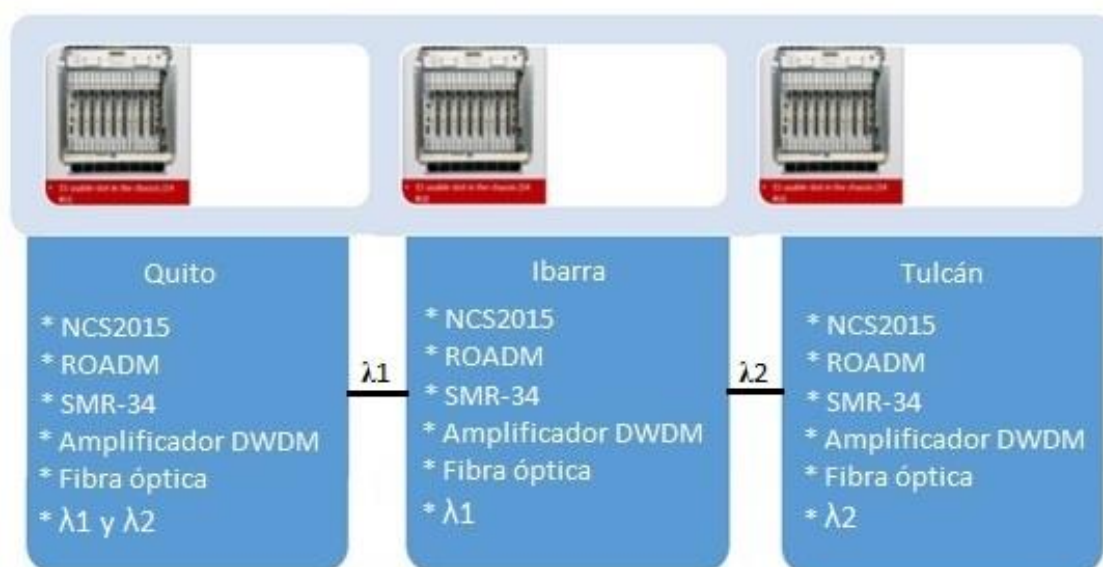 Quito
* NCS2015
* ROADM
* SMR-34
* Amplificador DWDM
* Fibra óptica
* λ1 y λ2
λ1
Ibarra
* NCS2015
* ROADM
* SMR-34
* Amplificador DWDM
* Fibra óptica
* λ1
λ2
Tulcán
* NCS2015
* ROADM
* SMR-34
* Amplificador DWDM
* Fibra óptica
* λ2